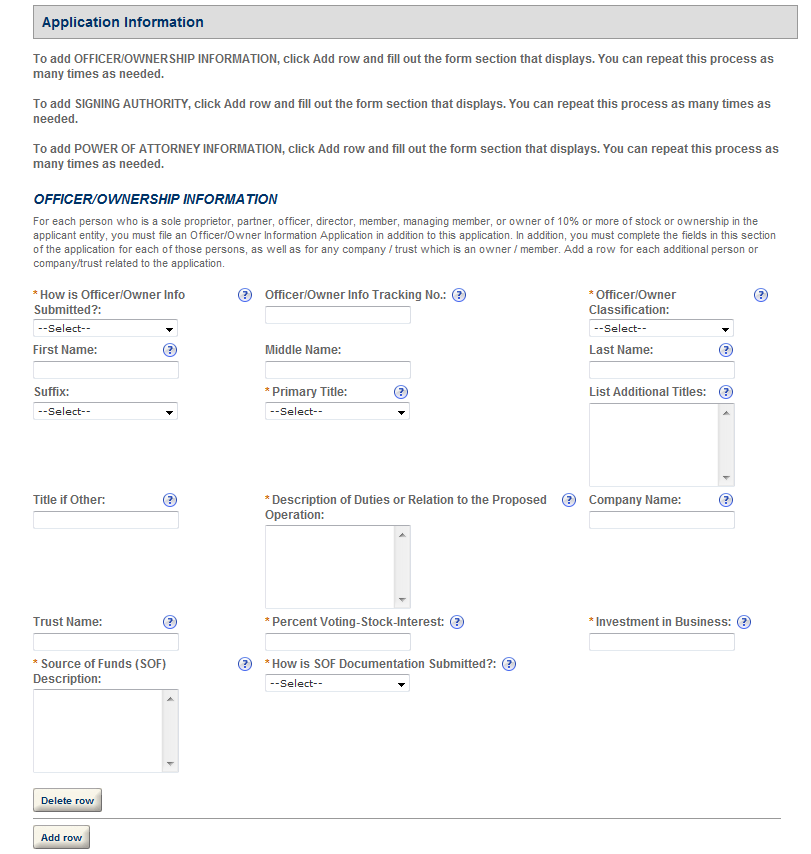 Application Information
To add OFFICER/OWNERSHIP INFORMATION, click Add row and fill out the form section that displays. You can repeat this process as
many times as needed.
To add SIGNING AUTHORITY, click Add row and fill out the form section that displays. You can repeat this process as many times as
needed.
To add POWER OF ATTORNEY INFORMATION, click Add row and fill out the form section that displays. You can repeat this process as
many times as needed.
OFFICER/OWNERSHIP INFORMATION
For each person who is a sole proprietor, partner, officer, director, member, managing member, or owner of 10% or more of stock or ownership in the
applicant entity, you must file an Officer/Owner Information Application in addition to this application. In addition, you must complete the fields in this section
of the application for each of those persons, as well as for any company / trust which is an owner / member. Add a row for each additional person or
company/trust related to the application.
* How is Officer/Owner Info ? Officer/Owner Info Tracking No.: ? * Officer/Owner ?
Submitted?: Classification:
--Select-- --Select--
First Name: ? Middle Name: Last Name: ?
Suffix: * Primary Title: ? List Additional Titles: ?
--Select-- --Select--
Title if Other: ? * Description of Duties or Relation to the Proposed ? Company Name: ?
Operation:
Trust Name: ? * Percent Voting-Stock-Interest: ? * Investment in Business: ?
* Source of Funds (SOF) ? * How is SOF Documentation Submitted?: ?
Description:
--Select--
Delete row
Add row